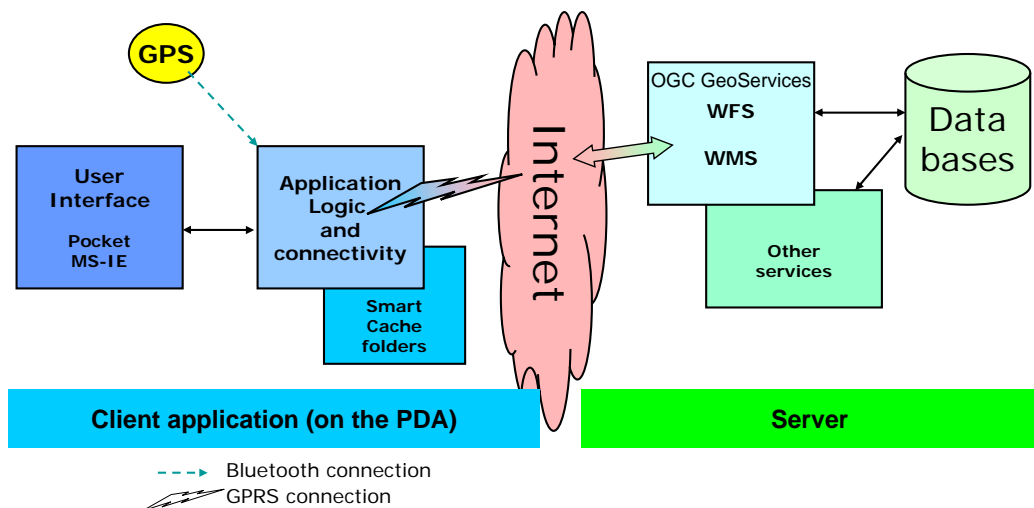 GPS
User
Interface
Pocket
MS-IE
Application
Logic
and
connectivity
Smart
Cache
folders
Internet
OGC GeoServices
WFS
WMS
Other
services
Data
bases
Client application (on the PDA)
Server
Bluetooth connection
GPRS connection